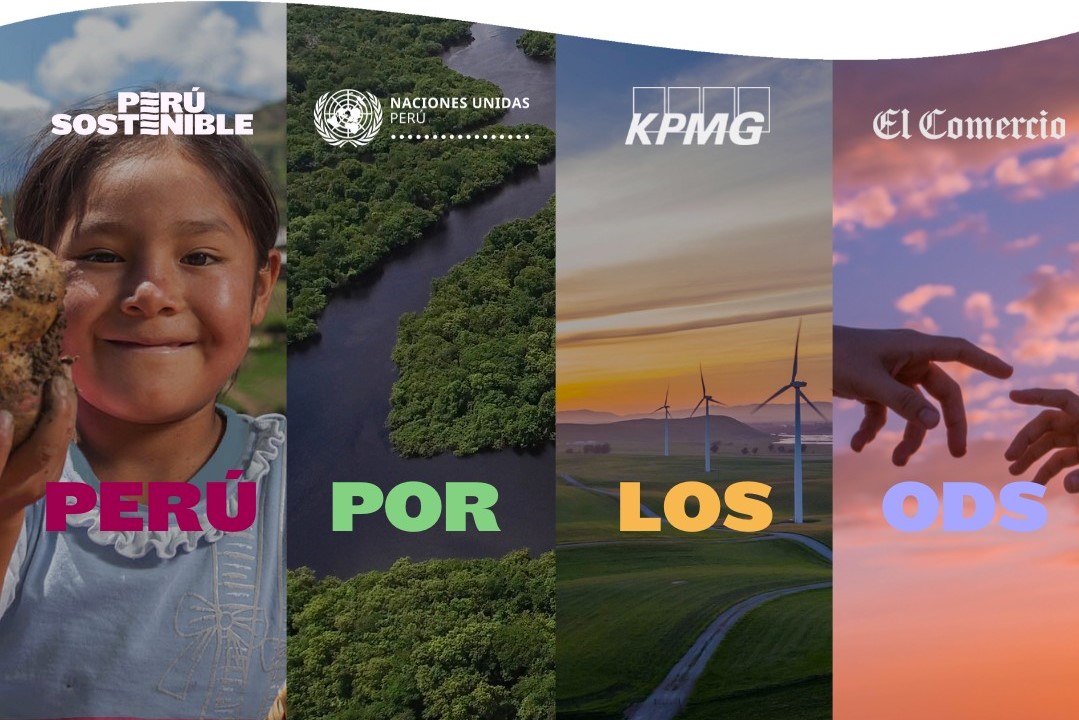 PERÚ
SOSTENIBLE
NACIONES UNIDAS
PERÚ
KPMG
El Comercio
PERÚ POR LOS ODS